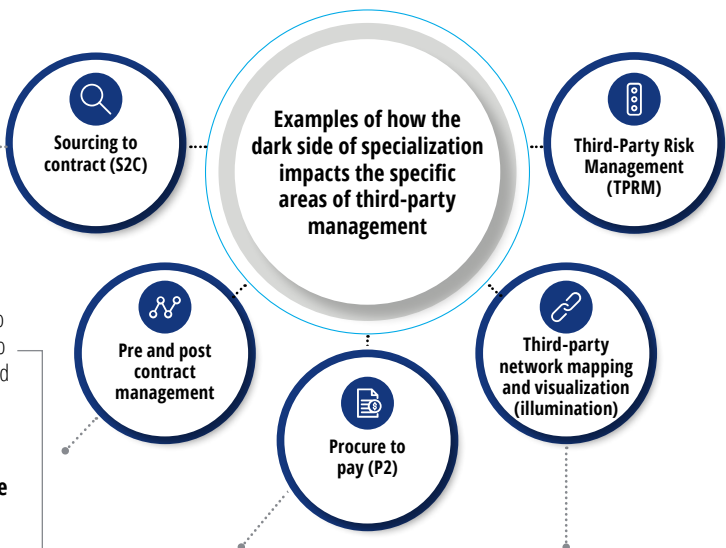 Examples of how the
dark side of specialization
impacts the specific
areas of third-party
management
Sourcing to
contract (S2C)
Third-Party Risk
Management
(TPRM)
Pre and post
contract
management
Third-party
network mapping
and visualization
(illumination)
Procure to
pay (P2)